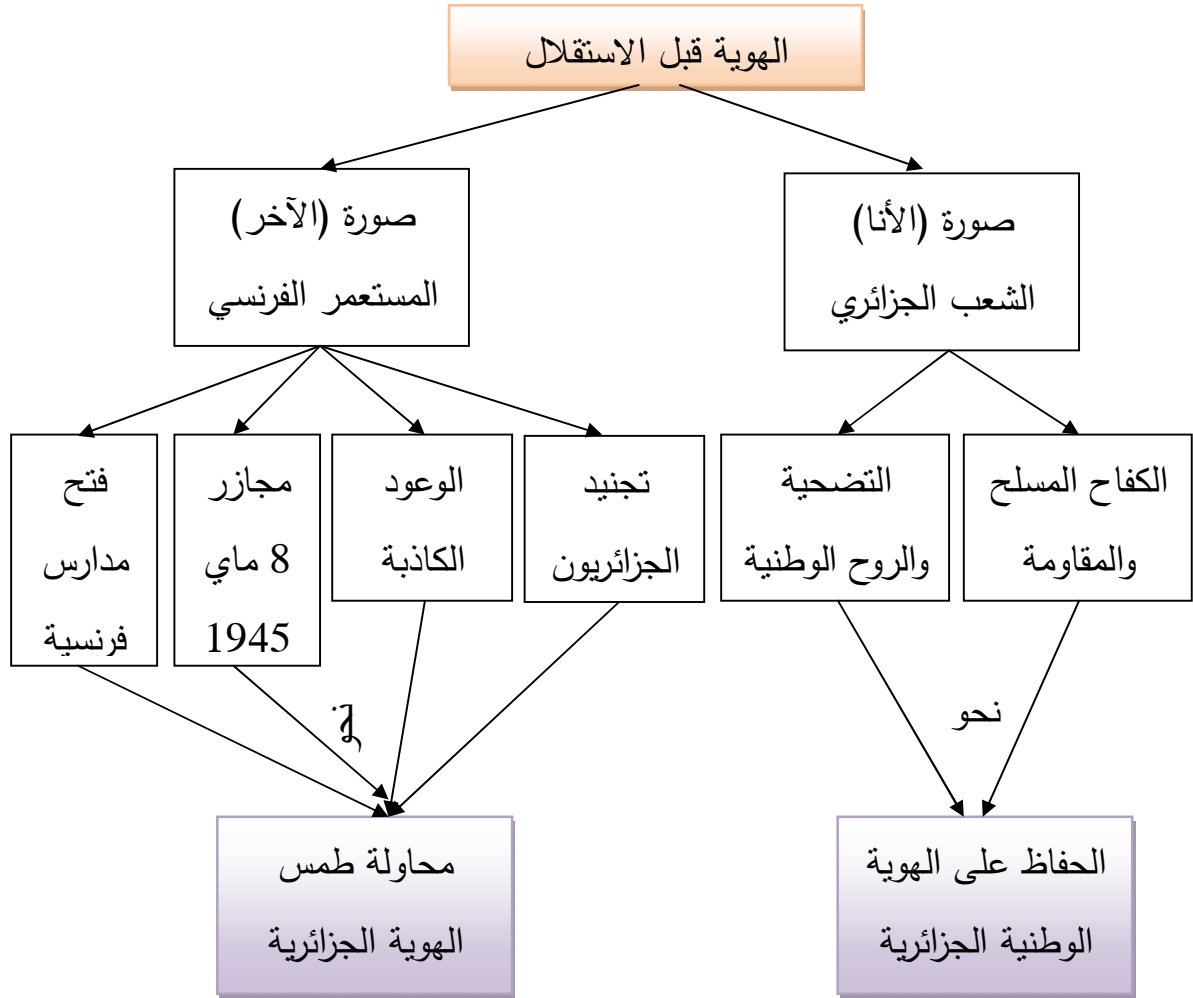 الهوية قبل الاستقلال
صورة (الأنا)
الشعب الجزائري
صورة (الآخر)
المستعمر الفرنسي
الكفاح المسلح
والمقاومة
التضحية
والروح الوطنية
تجنيد
الجزائريون
الوعود
الكاذبة
مجازر
8 ماي
1945
فتح
مدارس
فرنسية
نحو
نحو
الحفاظ على الهوية
الوطنية الجزائرية
محاولة طمس
الهوية الجزائرية